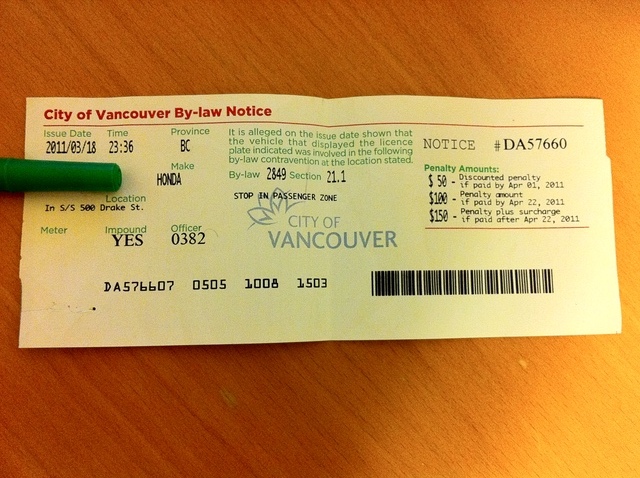 City of Vancouver By-law Notice
Issue Date Time Province
2011/03/18 23:36 BC
It is alleged on the issue date shown that
the vehicle that displayed the licence
plate indicated was involved in the following
by-law contravention at the location stated.
NOTICE #DA57660
Make
HONDA
By-law 2849 Section 21.1
Penalty Amounts:
$ 50 - Discounted penalty
if paid by Apr 01, 2011
$100 - Penalty amount
if paid by Apr 22, 2011
$150 - Penalty plus surcharge
if paid after Apr 22, 2011
Location
In S/S 500 Drake St.
STOP IN PASSENGER ZONE
Meter Impound Officer
YES 0382
CITY OF
VANCOUVER
DA576607 0505 1008 1503